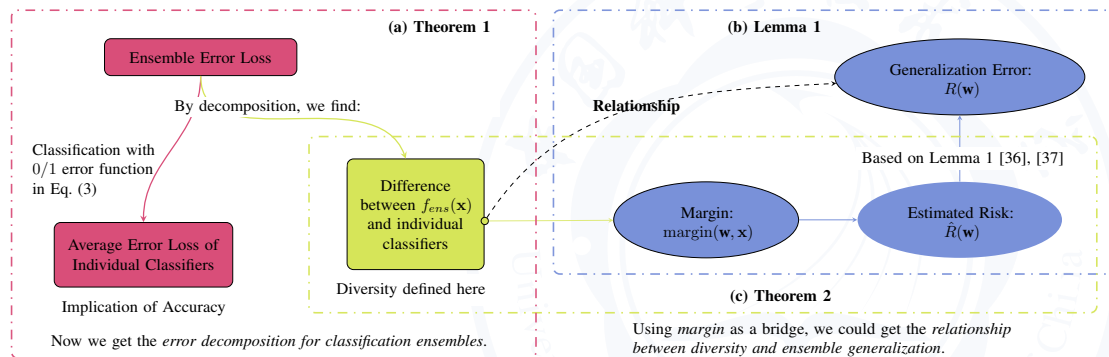 (a) Theorem 1
Ensemble Error Loss
By decomposition, we find:
Classification with
0/1 error function
in Eq. (3)
Difference
between f_ens(x)
and individual
classifiers
Average Error Loss of
Individual Classifiers
Implication of Accuracy
Diversity defined here
Now we get the error decomposition for classification ensembles.
(b) Lemma 1
Generalization Error:
R(w)
Relationship
Based on Lemma 1 [36], [37]
Margin:
margin(w, x)
Estimated Risk:
R̂(w)
(c) Theorem 2
Using margin as a bridge, we could get the relationship
between diversity and ensemble generalization.